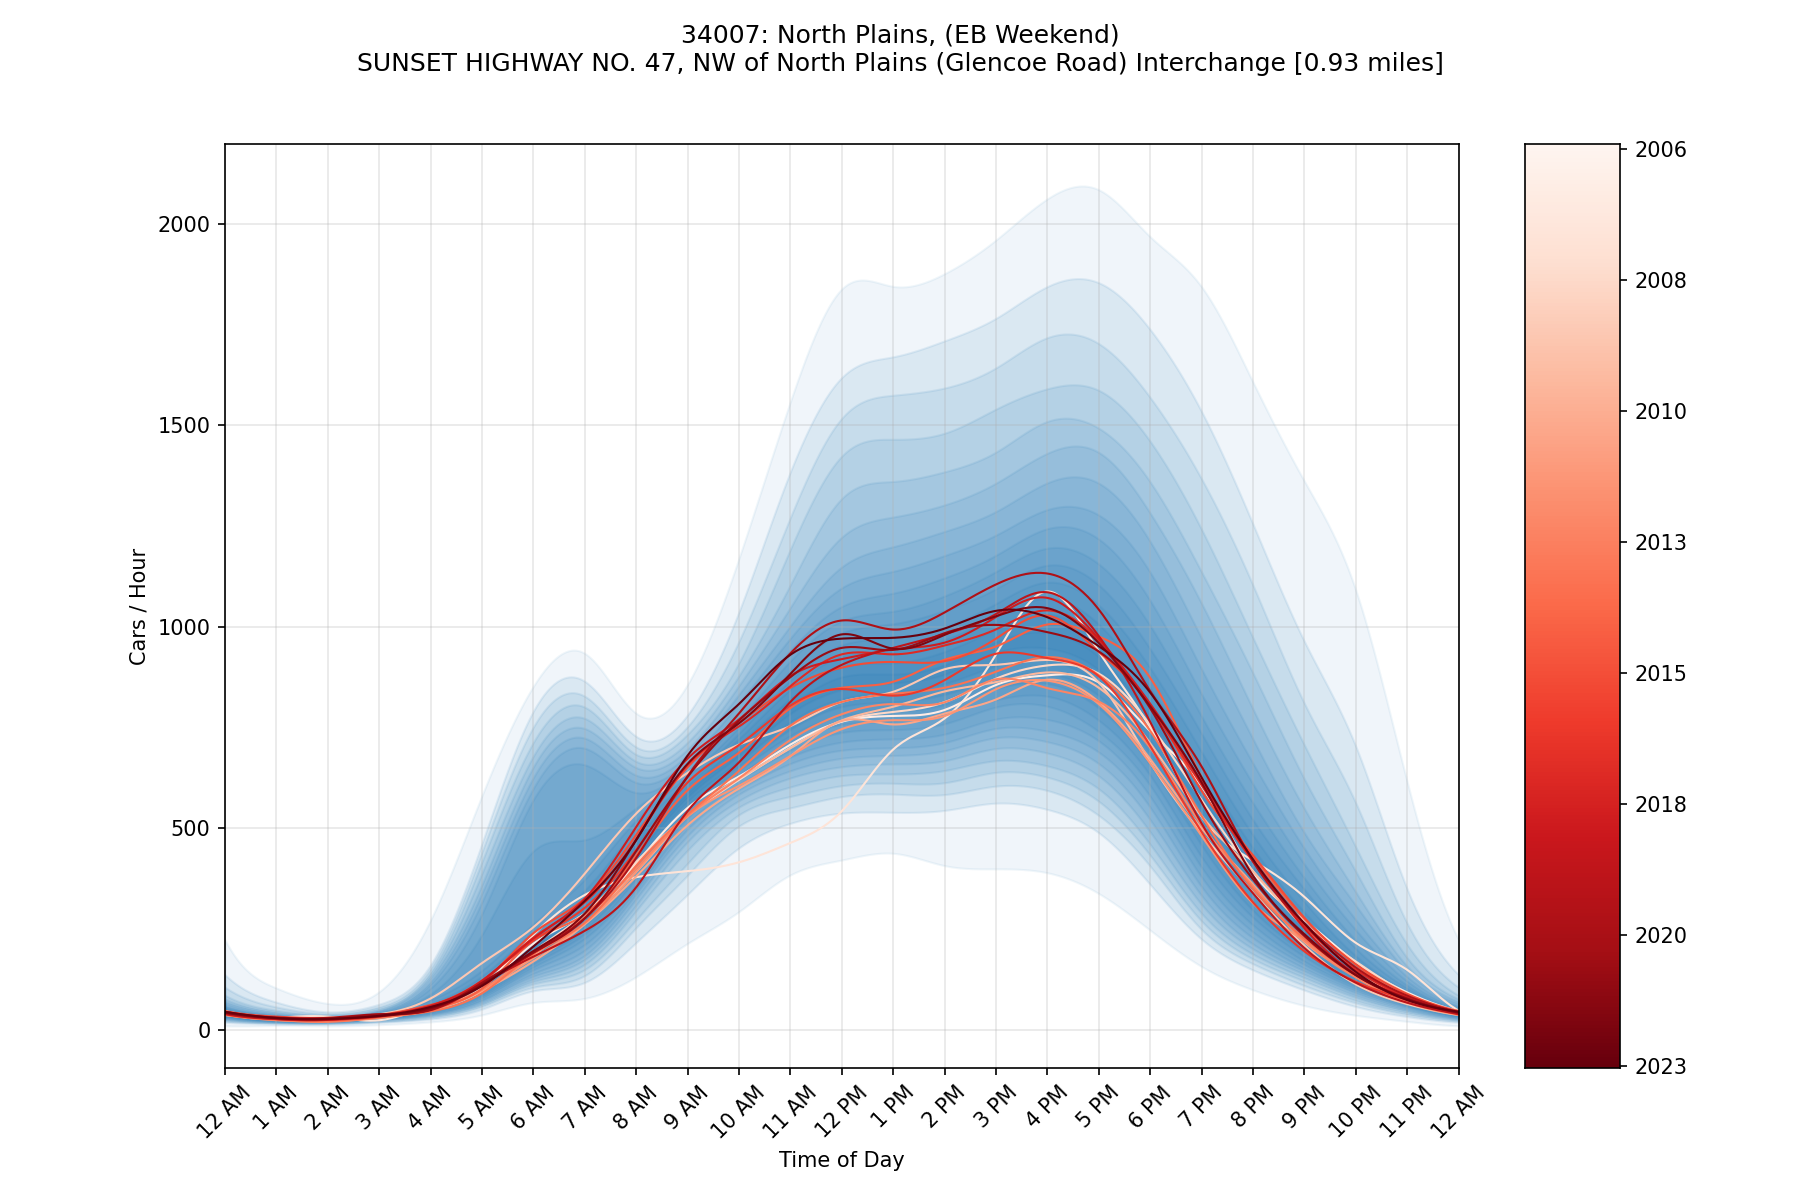 34007: North Plains, (EB Weekend)
SUNSET HIGHWAY NO. 47, NW of North Plains (Glencoe Road) Interchange [0.93 miles]
Cars / Hour
2000
1500
1000
500
0
12 AM
1 AM
2 AM
3 AM
4 AM
5 AM
6 AM
7 AM
8 AM
9 AM
10 AM
11 AM
12 PM
1 PM
2 PM
3 PM
4 PM
5 PM
6 PM
7 PM
8 PM
9 PM
10 PM
11 PM
12 AM
Time of Day
2006
2008
2010
2013
2015
2018
2020
2023